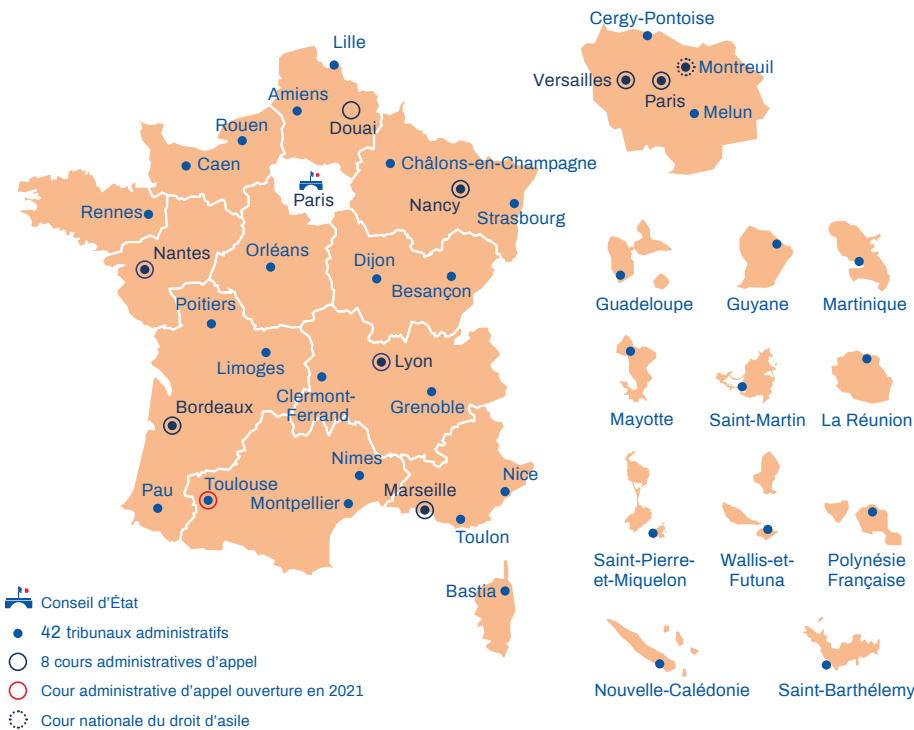 Cergy-Pontoise
Lille
Versailles
Montreuil
Paris
Amiens
Melun
Douai
Rouen
Caen
Châlons-en-Champagne
Paris
Nancy
Rennes
Strasbourg
Nantes
Orléans
Dijon
Besançon
Guadeloupe
Guyane
Martinique
Poitiers
Limoges
Lyon
Clermont-
Ferrand
Grenoble
Bordeaux
Mayotte
Saint-Martin
La Réunion
Nimes
Pau
Toulouse
Montpellier
Marseille
Nice
Toulon
Saint-Pierre-
et-Miquelon
Wallis-et-
Futuna
Polynésie
Française
Bastia
Nouvelle-Calédonie
Saint-Barthélemy
Conseil d'État
42 tribunaux administratifs
8 cours administratives d'appel
Cour administrative d'appel ouverture en 2021
Cour nationale du droit d'asile